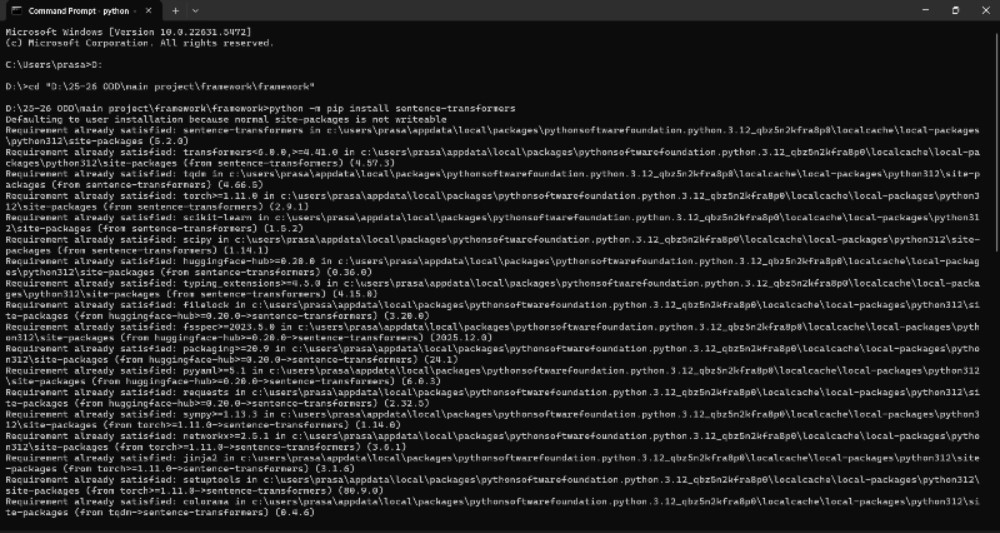 Command Prompt - python -
Microsoft Windows [Version 10.0.22631.5472]
(c) Microsoft Corporation. All rights reserved.
C:\Users\prasa>D:
D:\>cd "D:\25-26 ODD\main project\framework\framework"
D:\25-26 ODD\main project\framework\framework>python -m pip install sentence-transformers
Defaulting to user installation because normal site-packages is not writeable
Requirement already satisfied: sentence-transformers in c:\users\prasa\appdata\local\packages\pythonsoftwarefoundation.python.3.12_qbz5n2kfra8p0\localcache\local-packages
\python312\site-packages (5.2.0)
Requirement already satisfied: transformers<6.0.0,>=4.41.0 in c:\users\prasa\appdata\local\packages\pythonsoftwarefoundation.python.3.12_qbz5n2kfra8p0\localcache\local-pa
ckages\python312\site-packages (from sentence-transformers) (4.57.3)
Requirement already satisfied: tqdm in c:\users\prasa\appdata\local\packages\pythonsoftwarefoundation.python.3.12_qbz5n2kfra8p0\localcache\local-packages\python312\site-p
ackages (from sentence-transformers) (4.66.5)
Requirement already satisfied: torch>=1.11.0 in c:\users\prasa\appdata\local\packages\pythonsoftwarefoundation.python.3.12_qbz5n2kfra8p0\localcache\local-packages\python3
12\site-packages (from sentence-transformers) (2.9.1)
Requirement already satisfied: scikit-learn in c:\users\prasa\appdata\local\packages\pythonsoftwarefoundation.python.3.12_qbz5n2kfra8p0\localcache\local-packages\python31
2\site-packages (from sentence-transformers) (1.5.2)
Requirement already satisfied: scipy in c:\users\prasa\appdata\local\packages\pythonsoftwarefoundation.python.3.12_qbz5n2kfra8p0\localcache\local-packages\python312\site-
packages (from sentence-transformers) (1.14.1)
Requirement already satisfied: huggingface-hub>=0.20.0 in c:\users\prasa\appdata\local\packages\pythonsoftwarefoundation.python.3.12_qbz5n2kfra8p0\localcache\local-packag
es\python312\site-packages (from sentence-transformers) (0.36.0)
Requirement already satisfied: typing_extensions>=4.5.0 in c:\users\prasa\appdata\local\packages\pythonsoftwarefoundation.python.3.12_qbz5n2kfra8p0\localcache\local-packa
ges\python312\site-packages (from sentence-transformers) (4.15.0)
Requirement already satisfied: filelock in c:\users\prasa\appdata\local\packages\pythonsoftwarefoundation.python.3.12_qbz5n2kfra8p0\localcache\local-packages\python312\si
te-packages (from huggingface-hub>=0.20.0->sentence-transformers) (3.20.0)
Requirement already satisfied: fsspec>=2023.5.0 in c:\users\prasa\appdata\local\packages\pythonsoftwarefoundation.python.3.12_qbz5n2kfra8p0\localcache\local-packages\pyth
on312\site-packages (from huggingface-hub>=0.20.0->sentence-transformers) (2025.12.0)
Requirement already satisfied: packaging>=20.9 in c:\users\prasa\appdata\local\packages\pythonsoftwarefoundation.python.3.12_qbz5n2kfra8p0\localcache\local-packages\pytho
n312\site-packages (from huggingface-hub>=0.20.0->sentence-transformers) (24.1)
Requirement already satisfied: pyyaml>=5.1 in c:\users\prasa\appdata\local\packages\pythonsoftwarefoundation.python.3.12_qbz5n2kfra8p0\localcache\local-packages\python312
\site-packages (from huggingface-hub>=0.20.0->sentence-transformers) (6.0.3)
Requirement already satisfied: requests in c:\users\prasa\appdata\local\packages\pythonsoftwarefoundation.python.3.12_qbz5n2kfra8p0\localcache\local-packages\python312\si
te-packages (from huggingface-hub>=0.20.0->sentence-transformers) (2.32.5)
Requirement already satisfied: sympy>=1.13.3 in c:\users\prasa\appdata\local\packages\pythonsoftwarefoundation.python.3.12_qbz5n2kfra8p0\localcache\local-packages\python3
12\site-packages (from torch>=1.11.0->sentence-transformers) (1.14.0)
Requirement already satisfied: networkx>=2.5.1 in c:\users\prasa\appdata\local\packages\pythonsoftwarefoundation.python.3.12_qbz5n2kfra8p0\localcache\local-packages\pytho
n312\site-packages (from torch>=1.11.0->sentence-transformers) (3.6.1)
Requirement already satisfied: jinja2 in c:\users\prasa\appdata\local\packages\pythonsoftwarefoundation.python.3.12_qbz5n2kfra8p0\localcache\local-packages\python312\site
-packages (from torch>=1.11.0->sentence-transformers) (3.1.6)
Requirement already satisfied: setuptools in c:\users\prasa\appdata\local\packages\pythonsoftwarefoundation.python.3.12_qbz5n2kfra8p0\localcache\local-packages\python312\
site-packages (from torch>=1.11.0->sentence-transformers) (80.9.0)
Requirement already satisfied: colorama in c:\users\prasa\appdata\local\packages\pythonsoftwarefoundation.python.3.12_qbz5n2kfra8p0\localcache\local-packages\python312\si
te-packages (from tqdm->sentence-transformers) (0.4.6)